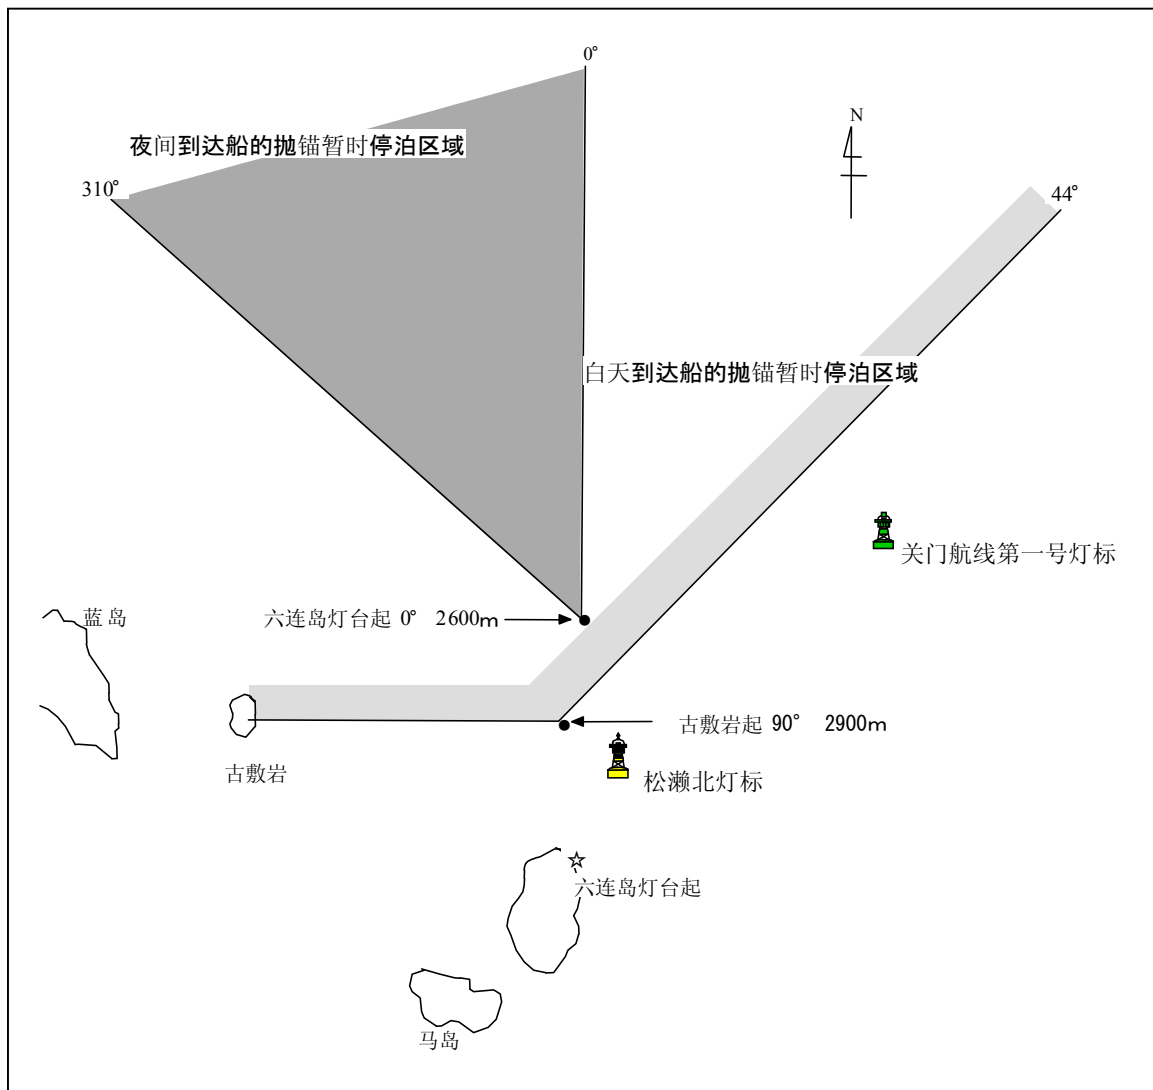 0°
夜间到达船的抛锚暂时停泊区域
N
310°
44°
白天到达船的抛锚暂时停泊区域
关门航线第一号灯标
蓝岛
六连岛灯台起 0° 2600m
古敷岩起 90° 2900m
古敷岩
松濑北灯标
六连岛灯台起
马岛